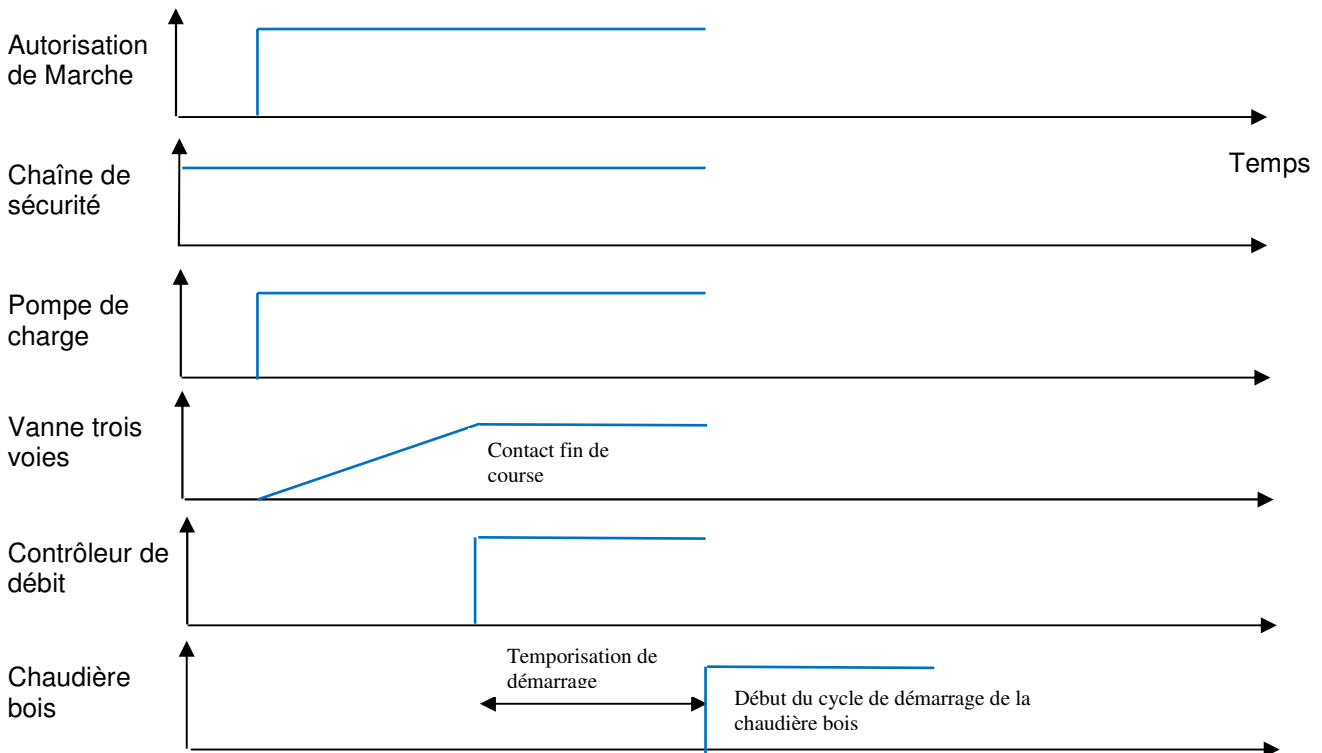 Autorisation
de Marche
Temps
Chaîne de
sécurité
Pompe de
charge
Vanne trois
voies
Contact fin de
course
Contrôleur de
débit
Temporisation de
démarrage
Chaudière
bois
Début du cycle de démarrage de la
chaudière bois